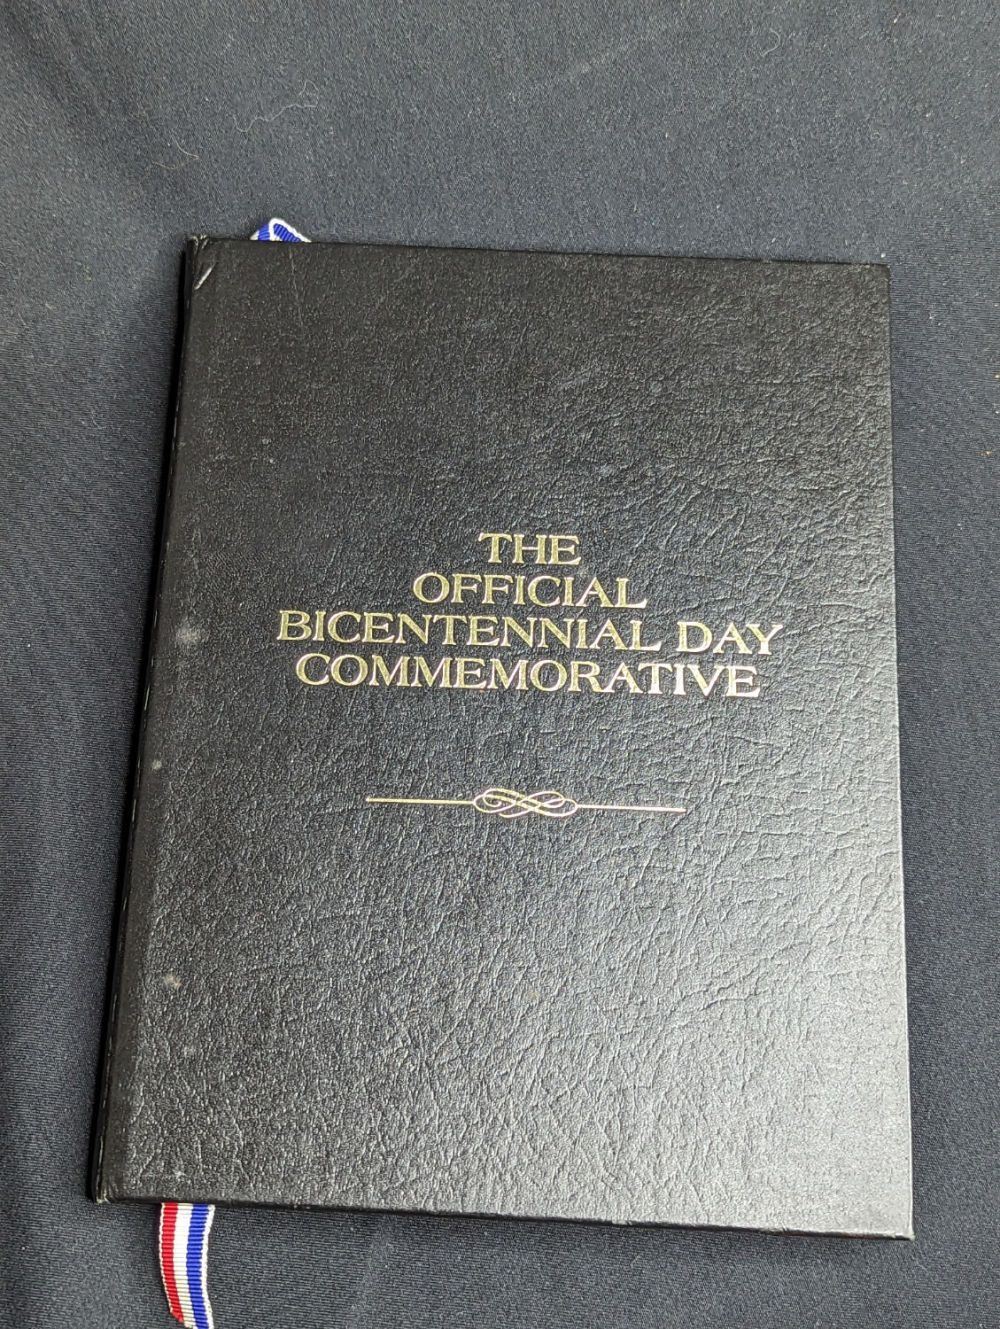 THE
OFFICIAL
BICENTENNIAL DAY
COMMEMORATIVE